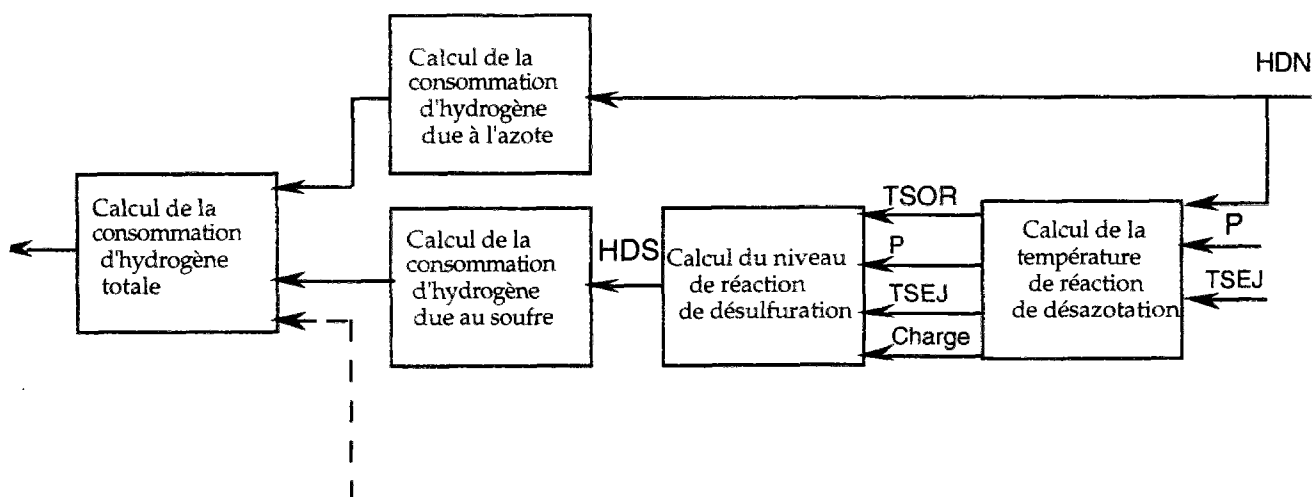 Calcul de la
consommation
d'hydrogène
due à l'azote
HDN
Calcul de la
consommation
d'hydrogène
totale
Calcul de la
consommation
d'hydrogène
due au soufre
HDS
Calcul du niveau
de réaction
de désulfuration
TSOR
P
TSEJ
Charge
Calcul de la
température
de réaction
de désazotation
P
TSEJ